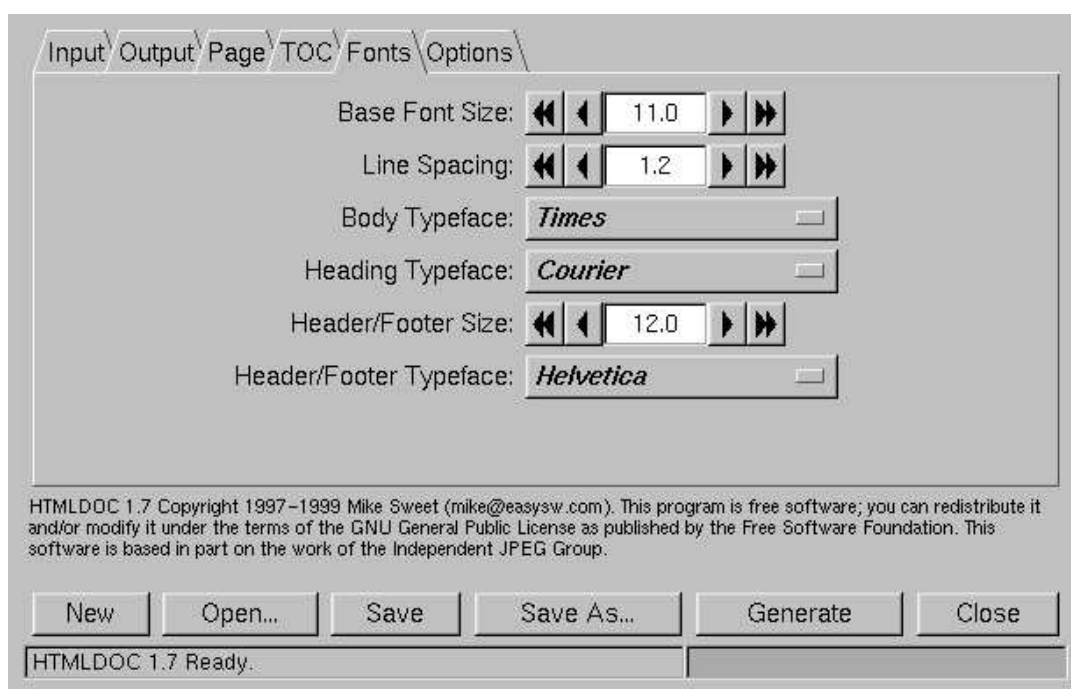 Input Output Page TOC Fonts Options
Base Font Size: 11.0
Line Spacing: 1.2
Body Typeface: Times
Heading Typeface: Courier
Header/Footer Size: 12.0
Header/Footer Typeface: Helvetica
HTMLDOC 1.7 Copyright 1997-1999 Mike Sweet (mike@easysw.com). This program is free software; you can redistribute it
and/or modify it under the terms of the GNU General Public License as published by the Free Software Foundation. This
software is based in part on the work of the Independent JPEG Group.
New Open... Save Save As... Generate Close
HTMLDOC 1.7 Ready.